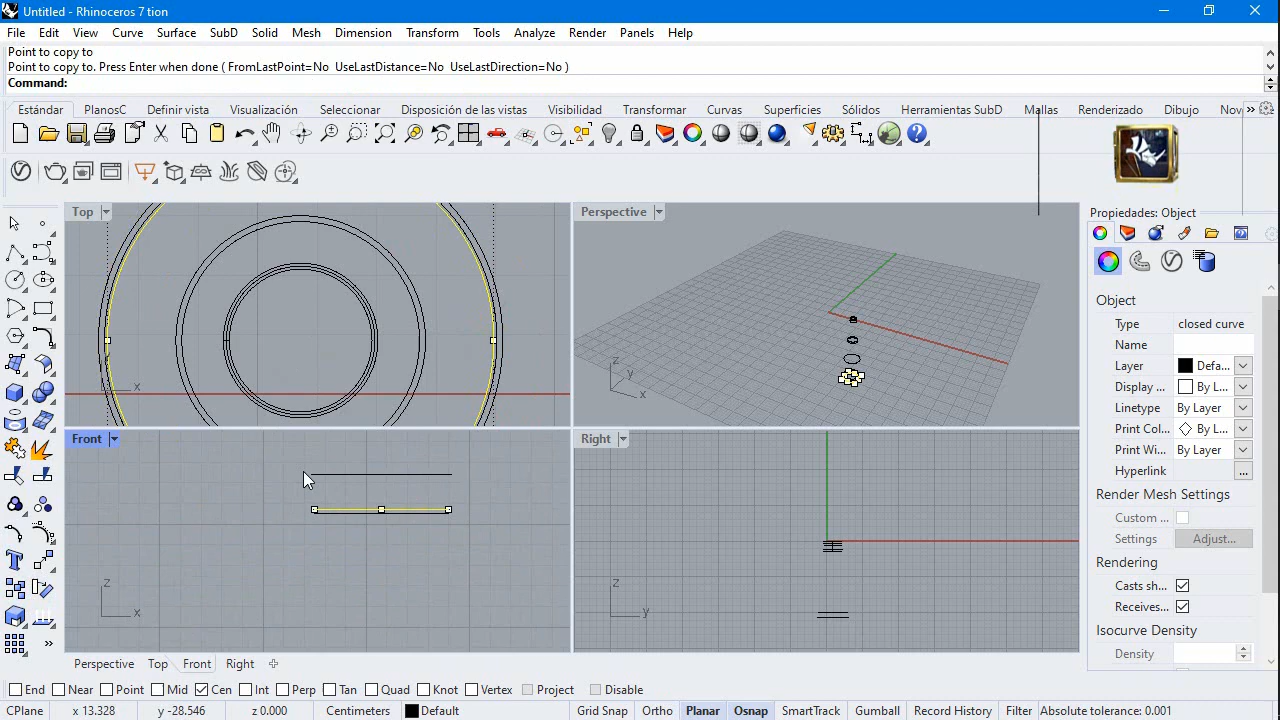 Untitled - Rhinoceros 7 tion
File Edit View Curve Surface SubD Solid Mesh Dimension Transform Tools Analyze Render Panels Help
Point to copy to
Point to copy to. Press Enter when done ( FromLastPoint=No UseLastDistance=No UseLastDirection=No )
Command:
Estándar PlanosC Definir vista Visualización Seleccionar Disposición de las vistas Visibilidad Transformar Curvas Superficies Sólidos Herramientas SubD Mallas Renderizado Dibujo Nov »
Top Perspective
Propiedades: Object
Object
Type closed curve
Name
Layer Defa...
Display ... By L...
Linetype By Layer
Print Col... By L...
Print Wi... By Layer
Hyperlink ...
x z y x
Front Right
Render Mesh Settings
Custom ...
Settings Adjust...
Rendering
Casts sh...
Receives...
Isocurve Density
Density
z x z y
Perspective Top Front Right
End Near Point Mid Cen Int Perp Tan Quad Knot Vertex Project Disable
CPlane x 13.328 y -28.546 z 0.000 Centimeters Default Grid Snap Ortho Planar Osnap SmartTrack Gumball Record History Filter Absolute tolerance: 0.001